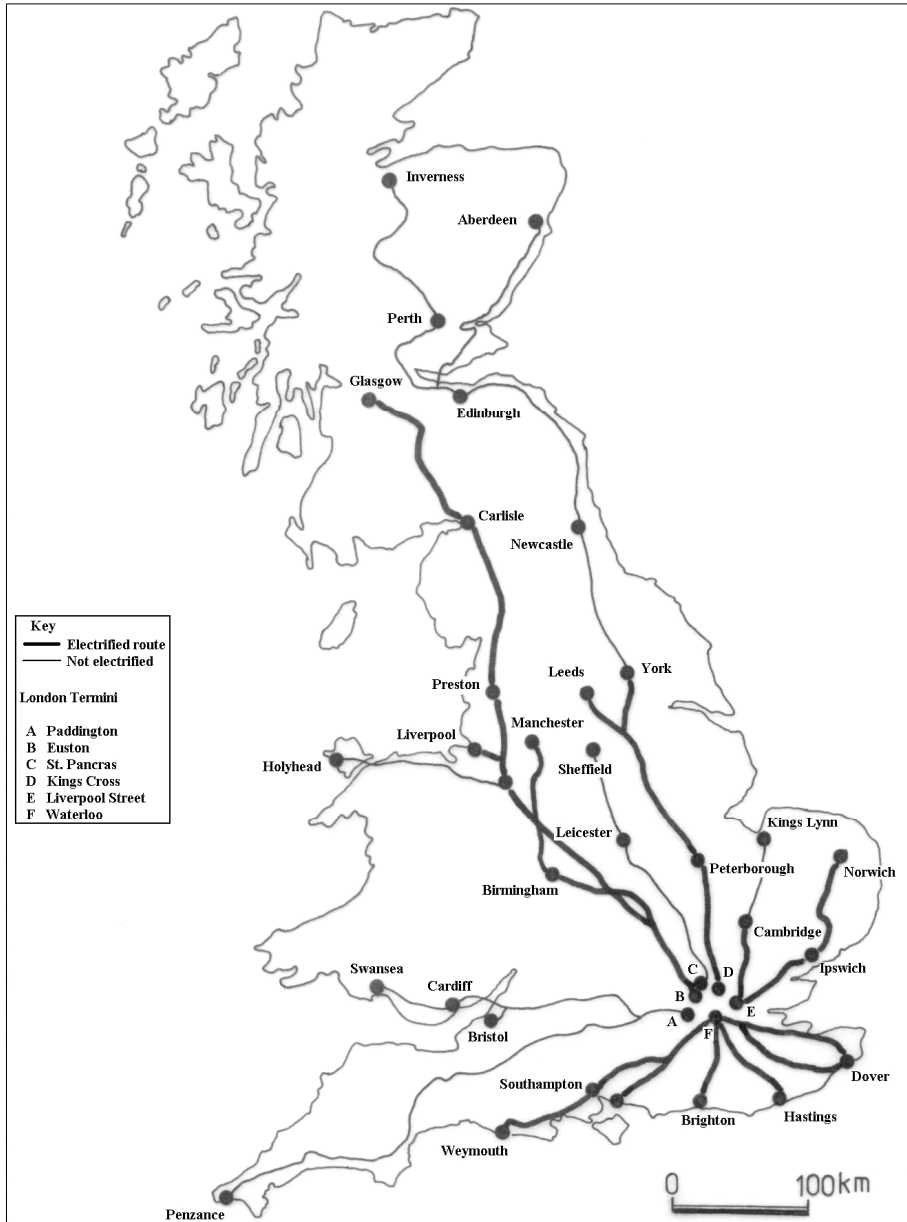 Inverness
Aberdeen
Perth
Glasgow
Edinburgh
Carlisle
Newcastle
Key
Electrified route
Not electrified
London Termini
A Paddington
B Euston
C St. Pancras
D Kings Cross
E Liverpool Street
F Waterloo
Leeds
York
Preston
Manchester
Liverpool
Holyhead
Sheffield
Leicester
Kings Lynn
Peterborough
Norwich
Birmingham
Cambridge
Ipswich
Swansea
Cardiff
Bristol
C
D
B
E
A
F
Southampton
Dover
Brighton
Hastings
Weymouth
Penzance
0 100km